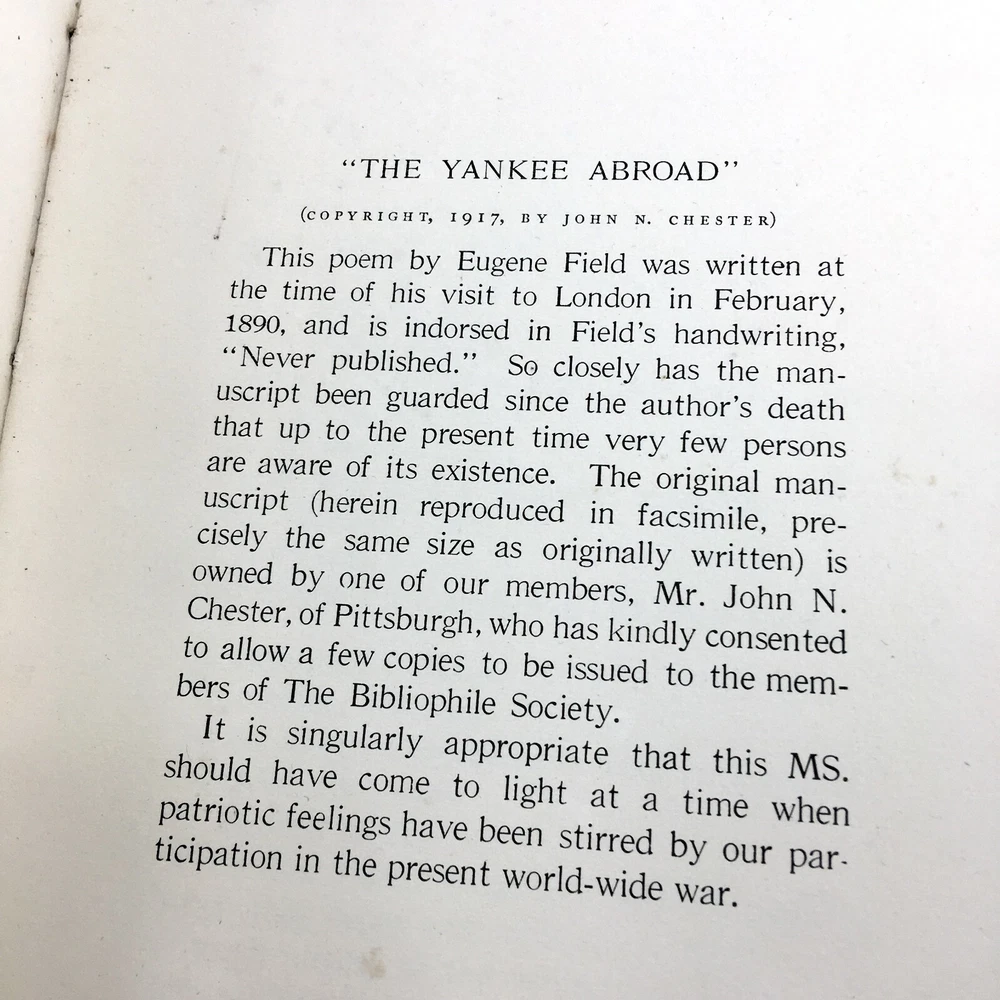 “THE YANKEE ABROAD”
(COPYRIGHT, 1917, BY JOHN N. CHESTER)
This poem by Eugene Field was written at
the time of his visit to London in February,
1890, and is indorsed in Field’s handwriting,
“Never published.” So closely has the man-
uscript been guarded since the author’s death
that up to the present time very few persons
are aware of its existence. The original man-
uscript (herein reproduced in facsimile, pre-
cisely the same size as originally written) is
owned by one of our members, Mr. John N.
Chester, of Pittsburgh, who has kindly consented
to allow a few copies to be issued to the mem-
bers of The Bibliophile Society.
It is singularly appropriate that this MS.
should have come to light at a time when
patriotic feelings have been stirred by our par-
ticipation in the present world-wide war.